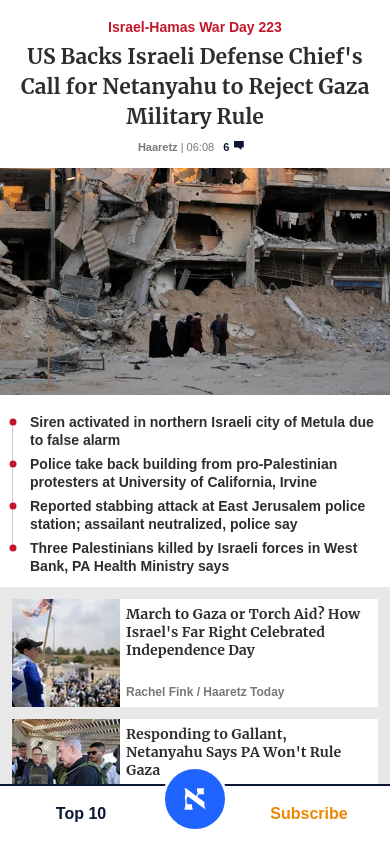 Israel-Hamas War Day 223
US Backs Israeli Defense Chief's
Call for Netanyahu to Reject Gaza
Military Rule
Haaretz | 06:08 6
Siren activated in northern Israeli city of Metula due
to false alarm
Police take back building from pro-Palestinian
protesters at University of California, Irvine
Reported stabbing attack at East Jerusalem police
station; assailant neutralized, police say
Three Palestinians killed by Israeli forces in West
Bank, PA Health Ministry says
March to Gaza or Torch Aid? How
Israel's Far Right Celebrated
Independence Day
Rachel Fink / Haaretz Today
Responding to Gallant,
Netanyahu Says PA Won't Rule
Gaza
Top 10
א
Subscribe